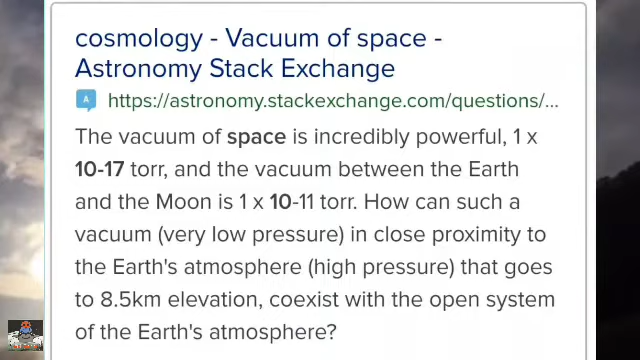 cosmology - Vacuum of space -
Astronomy Stack Exchange
A https://astronomy.stackexchange.com/questions/...
The vacuum of space is incredibly powerful, 1 x
10-17 torr, and the vacuum between the Earth
and the Moon is 1 x 10-11 torr. How can such a
vacuum (very low pressure) in close proximity to
the Earth's atmosphere (high pressure) that goes
to 8.5km elevation, coexist with the open system
of the Earth's atmosphere?